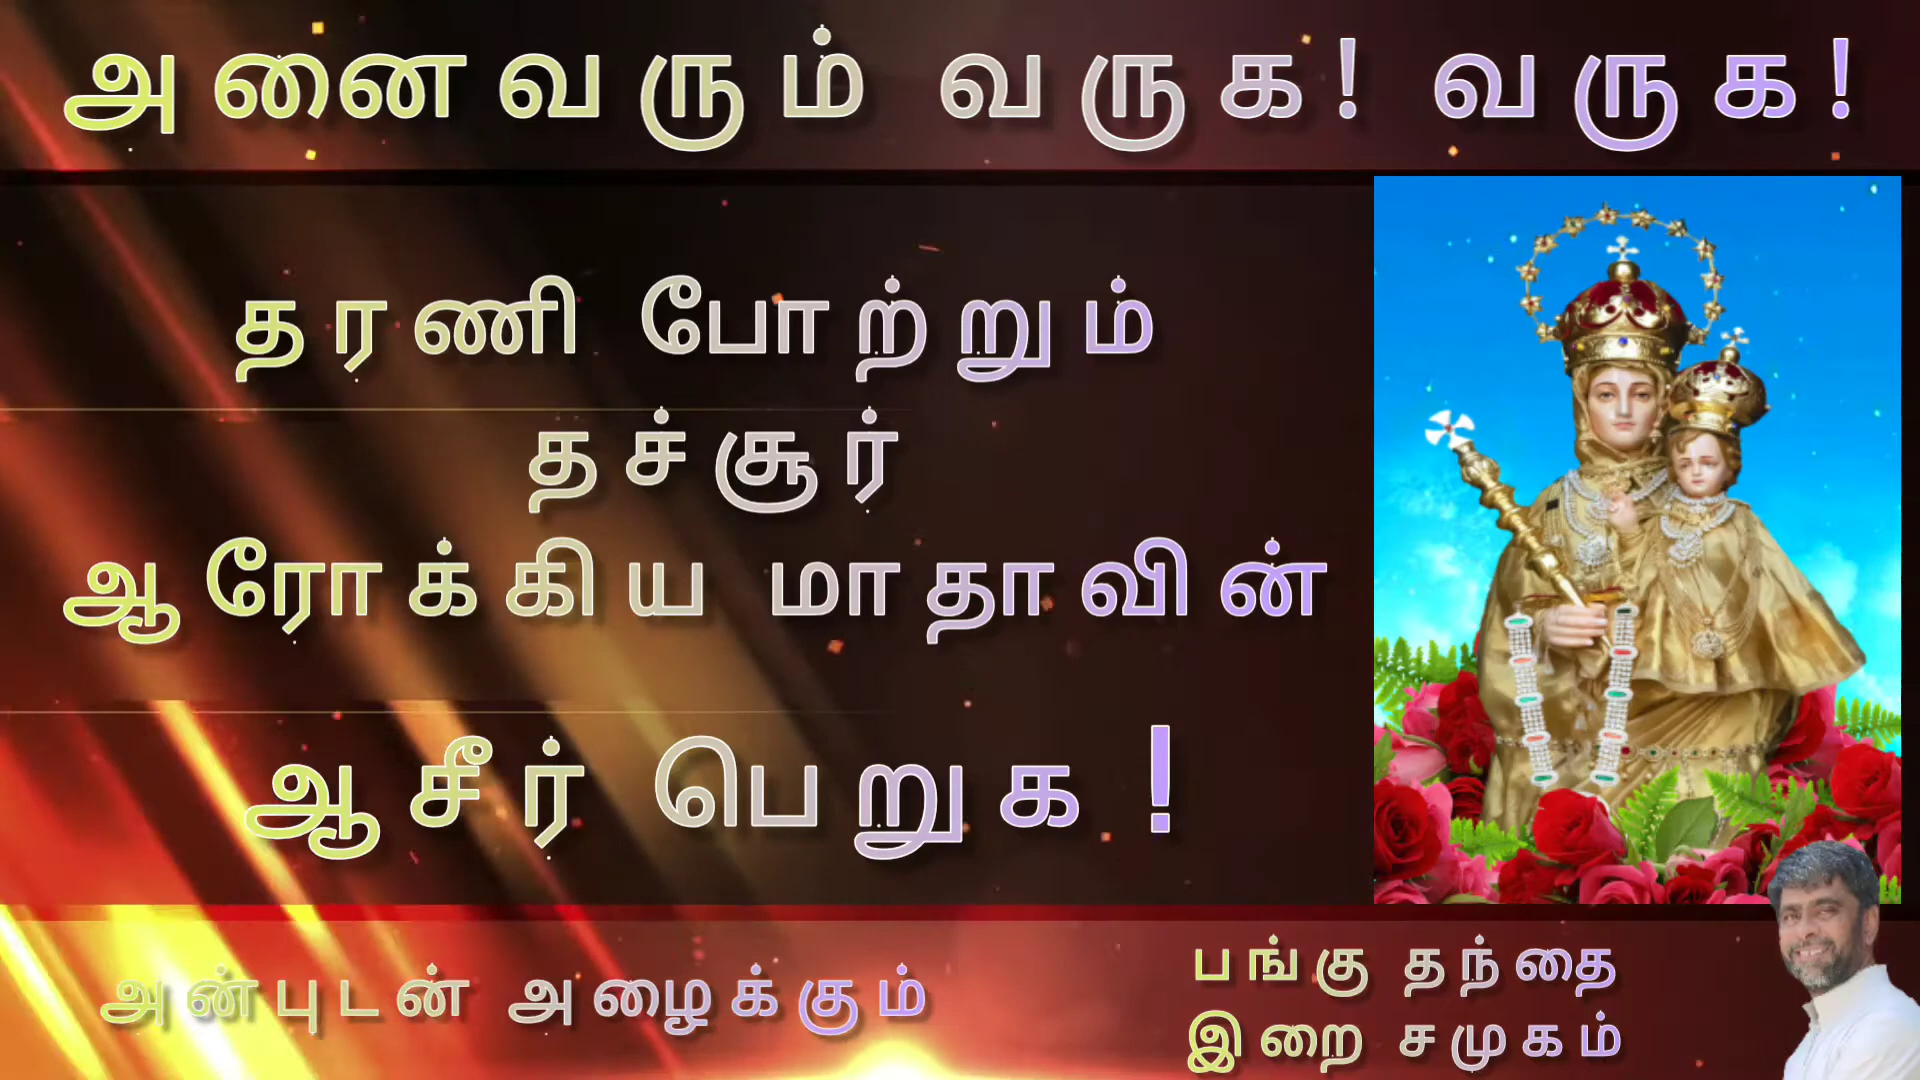 அனைவரும் வருக! வருக!
தரணி போற்றும்
தச்சூர்
ஆரோக்கிய மாதாவின்
ஆசீர் பெறுக !
அன்புடன் அழைக்கும்
பங்கு தந்தை
இறை சமுகம்